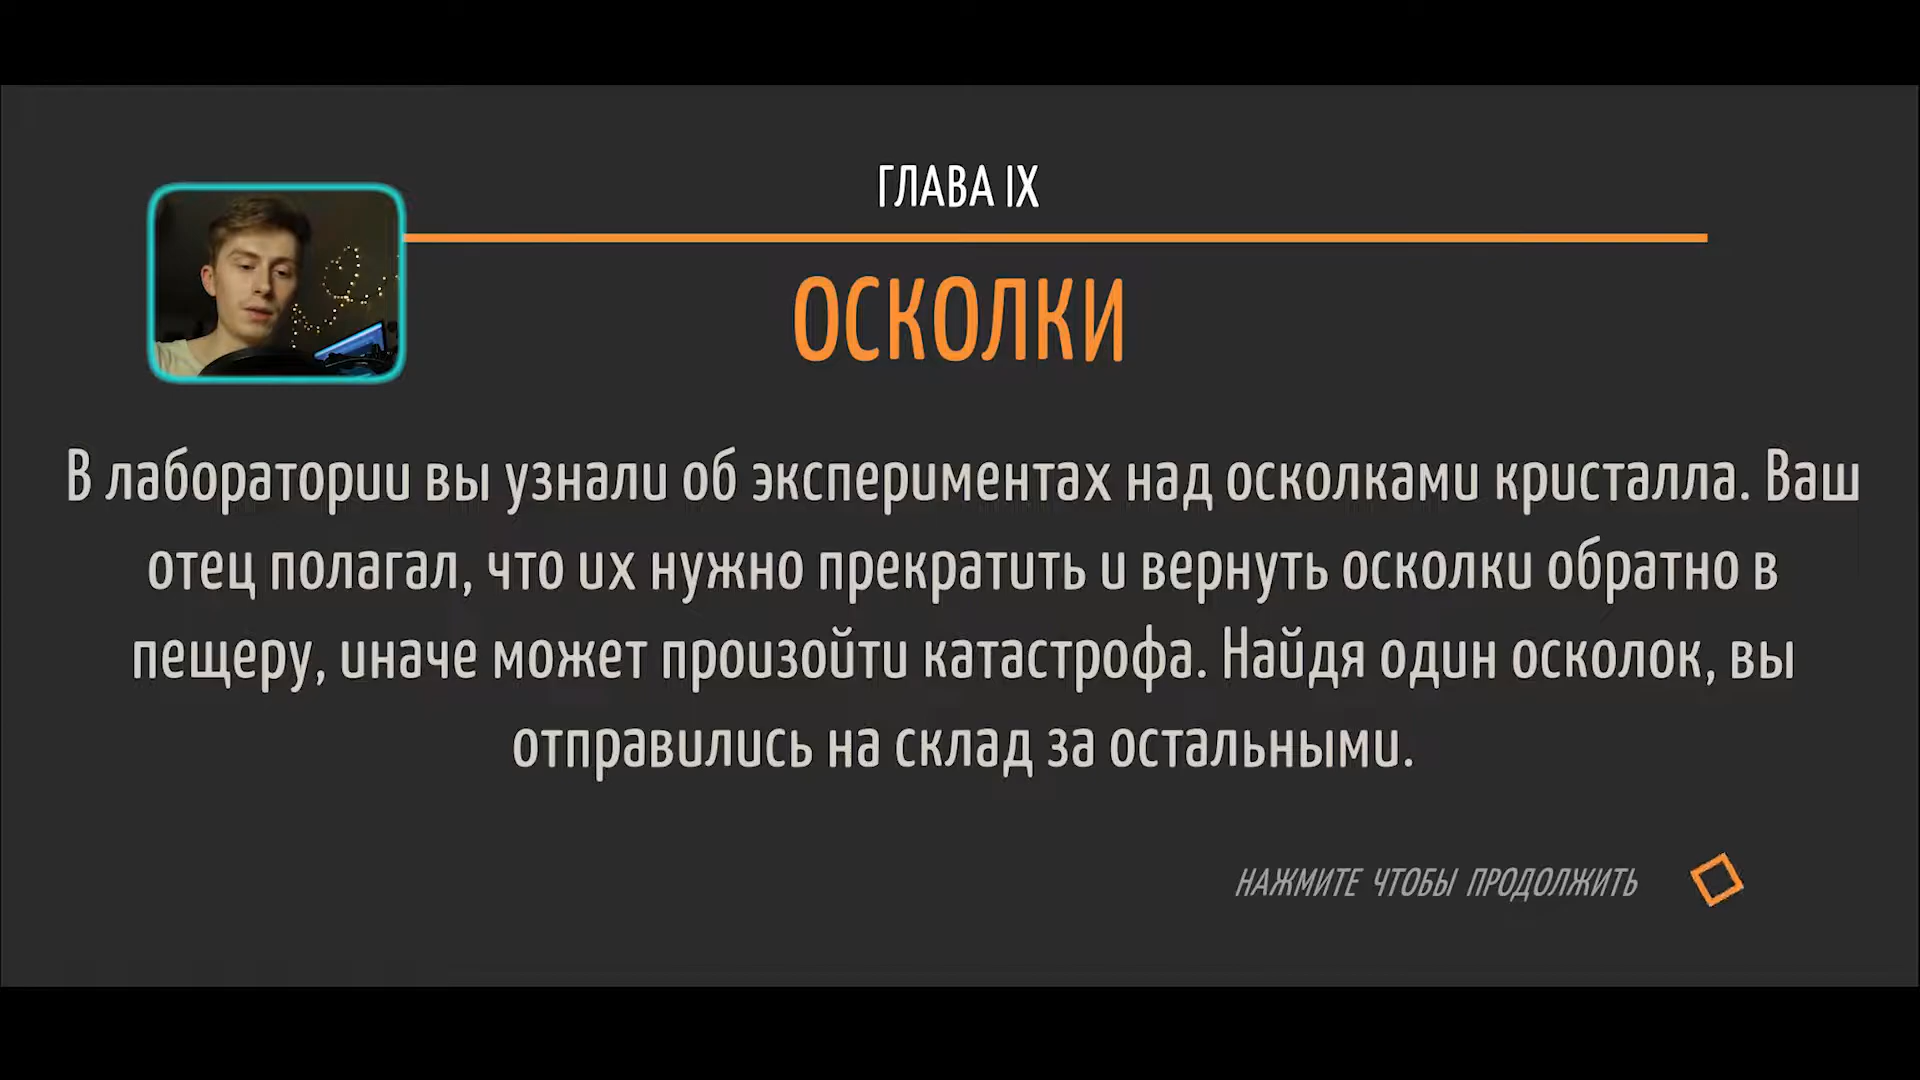 ГЛАВА IX
ОСКОЛКИ
В лаборатории вы узнали об экспериментах над осколками кристалла. Ваш
отец полагал, что их нужно прекратить и вернуть осколки обратно в
пещеру, иначе может произойти катастрофа. Найдя один осколок, вы
отправились на склад за остальными.
НАЖМИТЕ ЧТОБЫ ПРОДОЛЖИТЬ